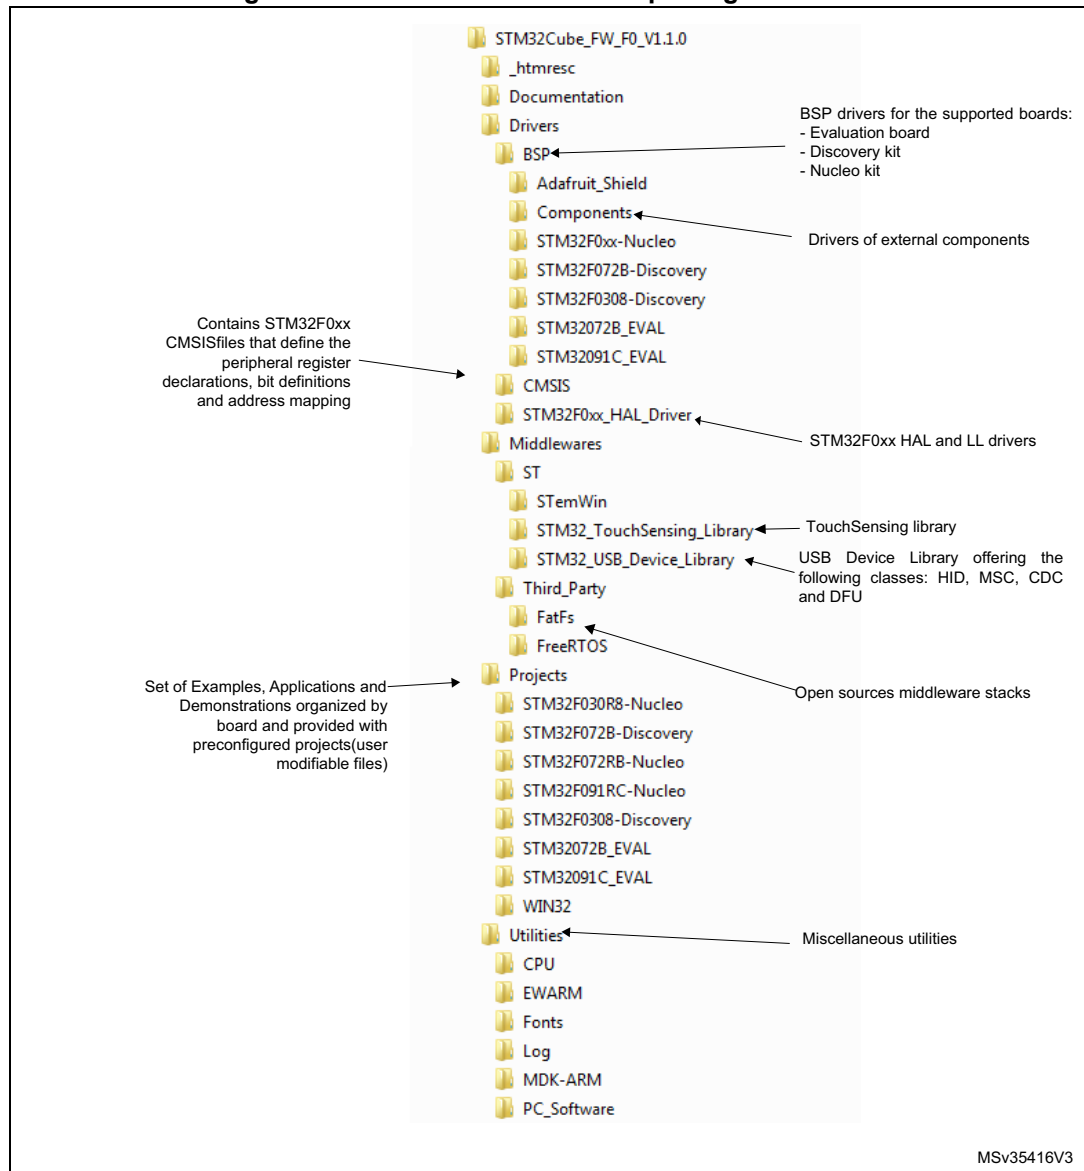 STM32Cube_FW_F0_V1.1.0
_htmresc
Documentation
Drivers
BSP
Adafruit_Shield
Components
STM32F0xx-Nucleo
STM32F072B-Discovery
STM32F0308-Discovery
STM32072B_EVAL
STM32091C_EVAL
CMSIS
STM32F0xx_HAL_Driver
Middlewares
ST
STemWin
STM32_TouchSensing_Library
STM32_USB_Device_Library
Third_Party
FatFs
FreeRTOS
Projects
STM32F030R8-Nucleo
STM32F072B-Discovery
STM32F072RB-Nucleo
STM32F091RC-Nucleo
STM32F0308-Discovery
STM32072B_EVAL
STM32091C_EVAL
WIN32
Utilities
CPU
EWARM
Fonts
Log
MDK-ARM
PC_Software
BSP drivers for the supported boards:
- Evaluation board
- Discovery kit
- Nucleo kit
Drivers of external components
Contains STM32F0xx
CMSISfiles that define the
peripheral register
declarations, bit definitions
and address mapping
STM32F0xx HAL and LL drivers
TouchSensing library
USB Device Library offering the
following classes: HID, MSC, CDC
and DFU
Open sources middleware stacks
Set of Examples, Applications and
Demonstrations organized by
board and provided with
preconfigured projects(user
modifiable files)
Miscellaneous utilities
MSv35416V3